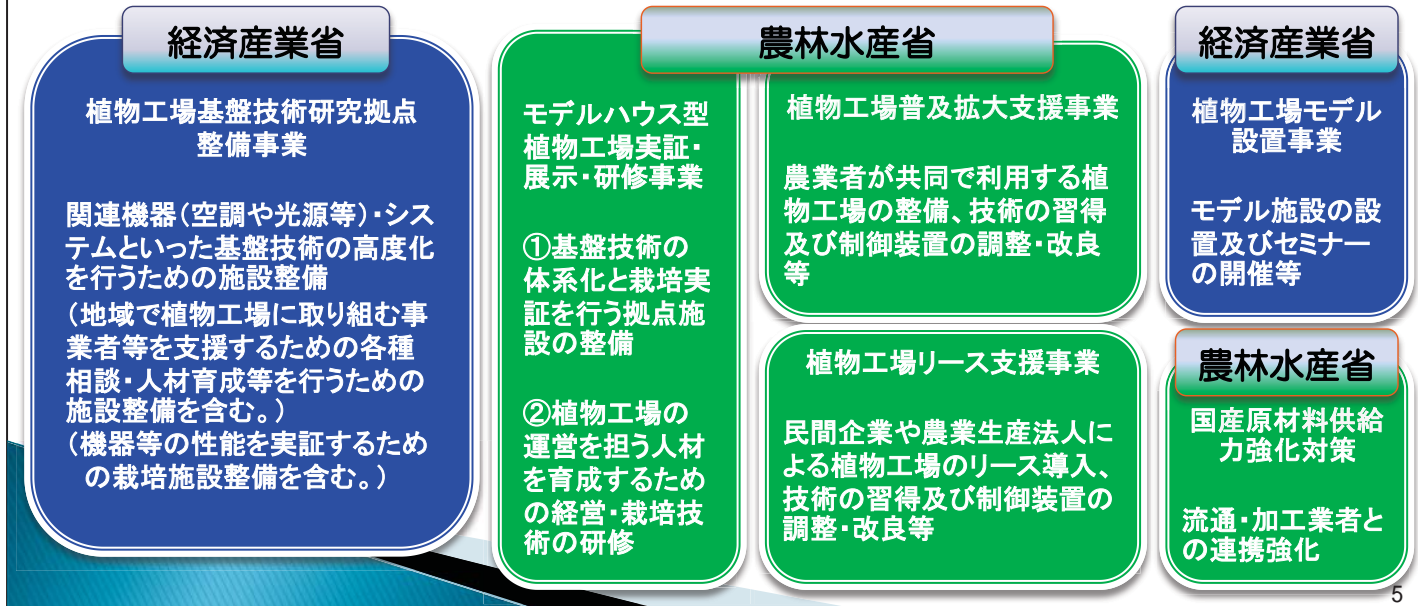 経済産業省
植物工場基盤技術研究拠点
整備事業
関連機器（空調や光源等）・シス
テムといった基盤技術の高度化
を行うための施設整備
（地域で植物工場に取り組む事
業者等を支援するための各種
相談・人材育成等を行うための
施設整備を含む。）
（機器等の性能を実証するため
の栽培施設整備を含む。）
農林水産省
モデルハウス型
植物工場実証・
展示・研修事業
①基盤技術の
体系化と栽培実
証を行う拠点施
設の整備
②植物工場の
運営を担う人材
を育成するため
の経営・栽培技
術の研修
植物工場普及拡大支援事業
農業者が共同で利用する植
物工場の整備、技術の習得
及び制御装置の調整・改良
等
植物工場リース支援事業
民間企業や農業生産法人に
よる植物工場のリース導入、
技術の習得及び制御装置の
調整・改良等
経済産業省
植物工場モデル
設置事業
モデル施設の設
置及びセミナー
の開催等
農林水産省
国産原材料供給
力強化対策
流通・加工業者と
の連携強化
5